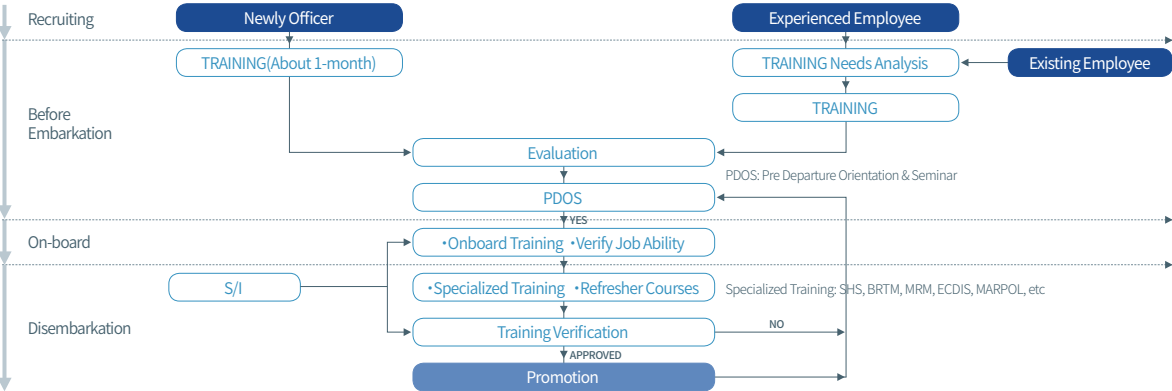 Recruiting
Newly Officer
Experienced Employee
TRAINING(About 1-month)
TRAINING Needs Analysis
Existing Employee
Before
Embarkation
TRAINING
Evaluation
PDOS: Pre Departure Orientation & Seminar
PDOS
YES
On-board
•Onboard Training •Verify Job Ability
S/I
•Specialized Training •Refresher Courses
Specialized Training: SHS, BRTM, MRM, ECDIS, MARPOL, etc
Disembarkation
Training Verification
NO
APPROVED
Promotion